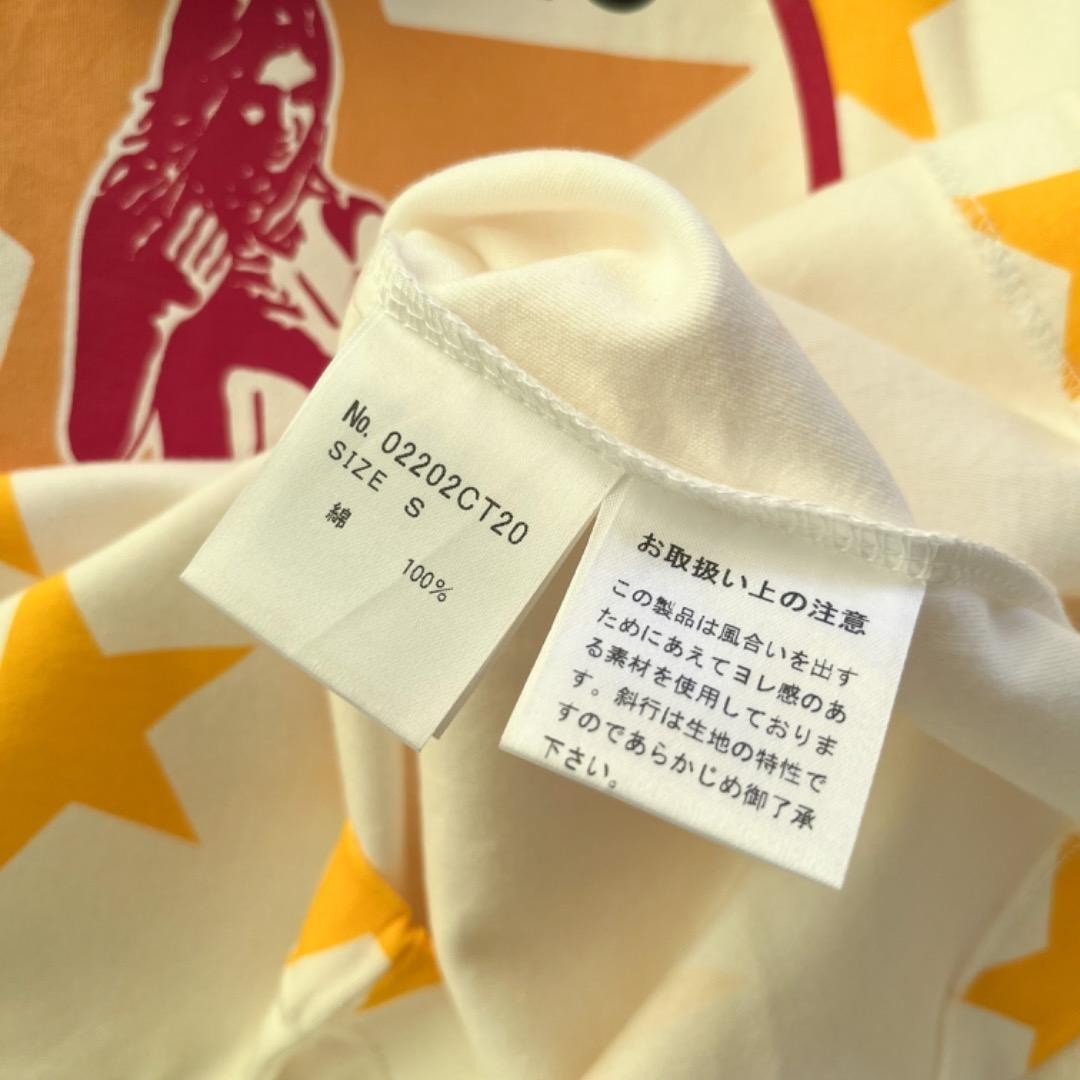 No. 02202CT20
SIZE S
綿 100%
お取扱い上の注意
この製品は風合いを出す
ためにあえてヨレ感のあ
る素材を使用しておりま
す。斜行は生地の特性で
すのであらかじめ御了承
下さい。